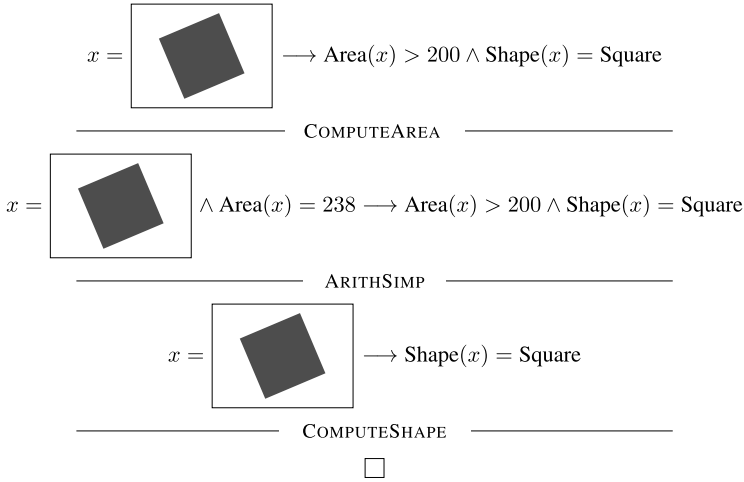 x = ⟶ Area(x) > 200 ∧ Shape(x) = Square
COMPUTEAREA
x = ∧ Area(x) = 238 ⟶ Area(x) > 200 ∧ Shape(x) = Square
ARITHSIMP
x = ⟶ Shape(x) = Square
COMPUTESHAPE